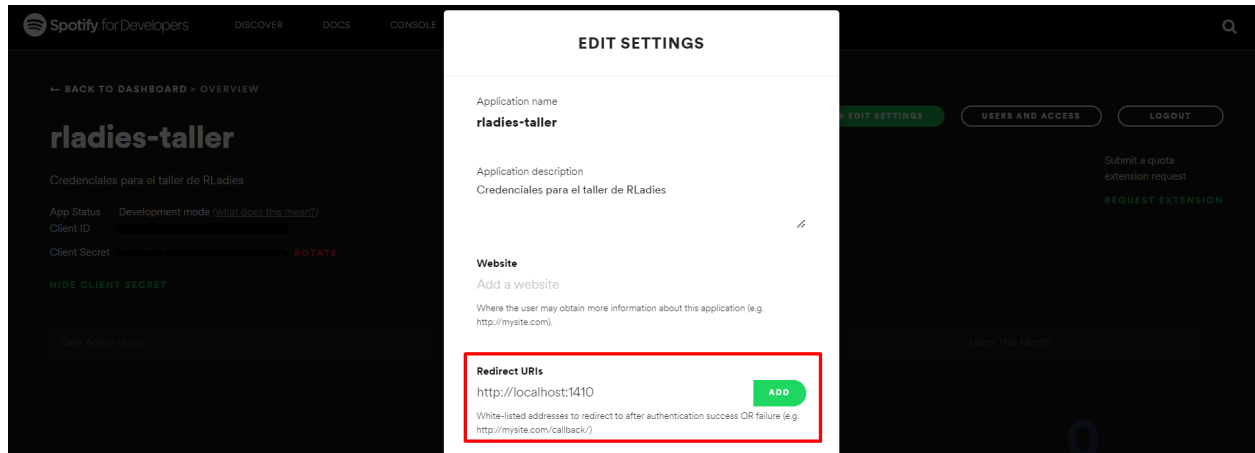 Spotify for Developers DISCOVER DOCS CONSOLE
← BACK TO DASHBOARD > OVERVIEW
rladies-taller
Credenciales para el taller de RLadies
App Status Development mode (what does this mean?)
Client ID
Client Secret ROTATE
HIDE CLIENT SECRET
Daily Active Users
EDIT SETTINGS
Application name
rladies-taller
Application description
Credenciales para el taller de RLadies
Website
Add a website
Where the user may obtain more information about this application (e.g.
http://mysite.com).
Redirect URIs
http://localhost:1410 ADD
White-listed addresses to redirect to after authentication success OR failure (e.g.
http://mysite.com/callback/)
EDIT SETTINGS USERS AND ACCESS LOGOUT
Submit a quota
extension request
REQUEST EXTENSION
Users This Month
0